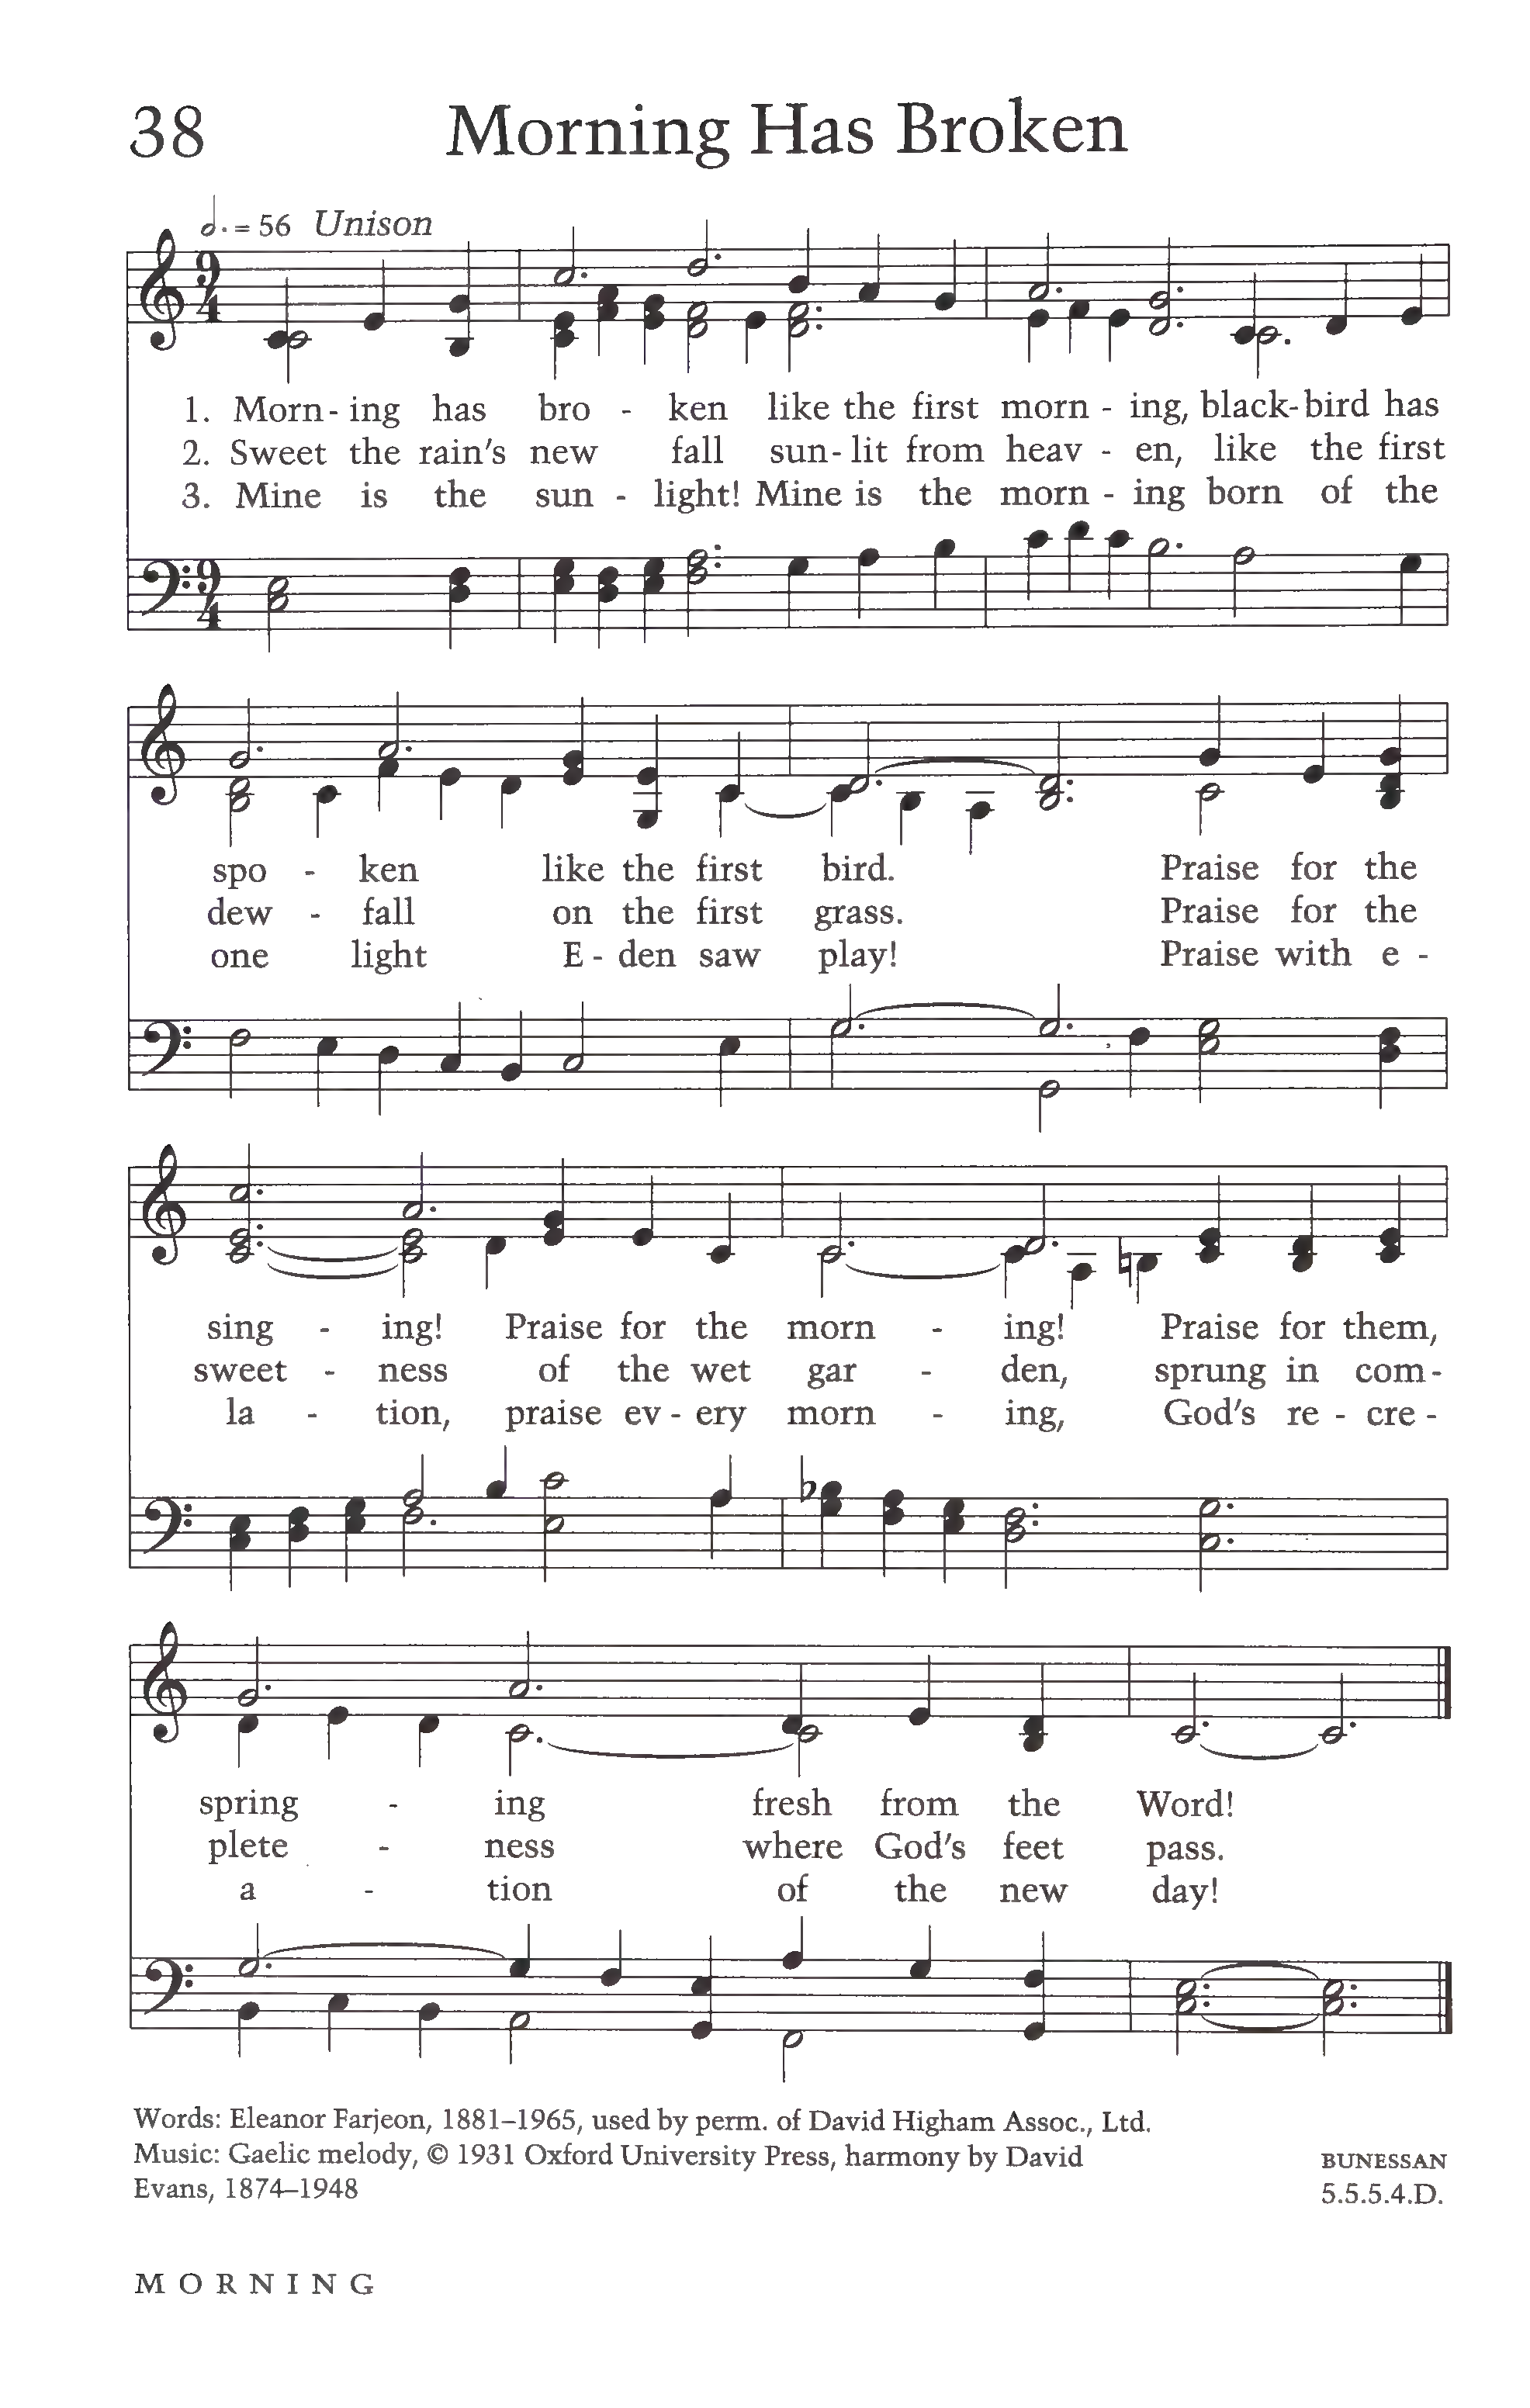 38 Morning Has Broken
= 56 Unison
1. Morn- ing has bro - ken like the first morn - ing, black-bird has
2. Sweet the rain's new fall sun- lit from heav - en, like the first
3. Mine is the sun - light! Mine is the morn - ing born of the
spo - ken like the first bird. Praise for the
dew - fall on the first grass. Praise for the
one light E - den saw play! Praise with e -
sing - ing! Praise for the morn - ing! Praise for them,
sweet - ness of the wet gar - den, sprung in com -
la - tion, praise ev - ery morn - ing, God's re - cre -
spring - ing fresh from the Word!
plete - ness where God's feet pass.
a - tion of the new day!
Words: Eleanor Farjeon, 1881–1965, used by perm. of David Higham Assoc., Ltd.
Music: Gaelic melody, © 1931 Oxford University Press, harmony by David
Evans, 1874–1948
BUNESSAN
5.5.5.4.D.
MORNING